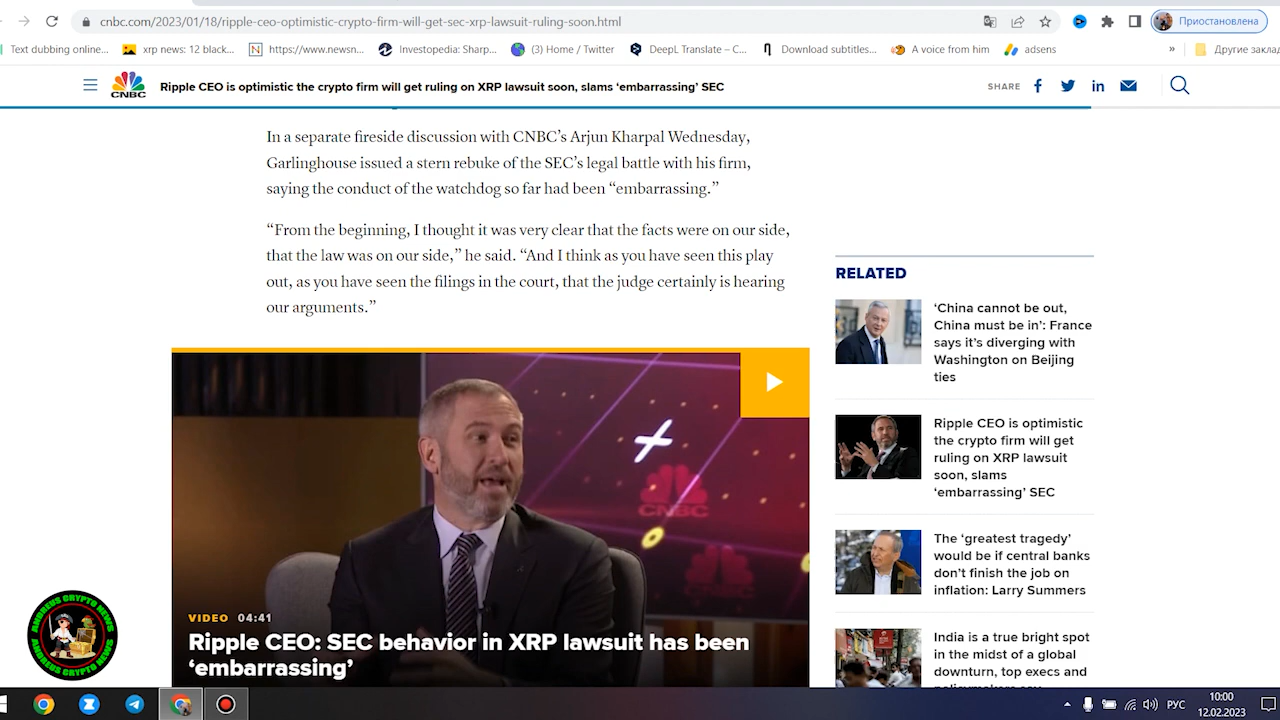 cnbc.com/2023/01/18/ripple-ceo-optimistic-crypto-firm-will-get-sec-xrp-lawsuit-ruling-soon.html
Приостановлена
Text dubbing online...
xrp news: 12 black...
https://www.newsn...
Investopedia: Sharp...
(3) Home / Twitter
DeepL Translate – C...
Download subtitles...
A voice from him
adsens
»
Другие закла
CNBC
Ripple CEO is optimistic the crypto firm will get ruling on XRP lawsuit soon, slams ‘embarrassing’ SEC
SHARE
In a separate fireside discussion with CNBC’s Arjun Kharpal Wednesday,
Garlinghouse issued a stern rebuke of the SEC’s legal battle with his firm,
saying the conduct of the watchdog so far had been “embarrassing.”
“From the beginning, I thought it was very clear that the facts were on our side,
that the law was on our side,” he said. “And I think as you have seen this play
out, as you have seen the filings in the court, that the judge certainly is hearing
our arguments.”
CNBC
VIDEO 04:41
Ripple CEO: SEC behavior in XRP lawsuit has been
‘embarrassing’
RELATED
‘China cannot be out,
China must be in’: France
says it’s diverging with
Washington on Beijing
ties
Ripple CEO is optimistic
the crypto firm will get
ruling on XRP lawsuit
soon, slams
‘embarrassing’ SEC
The ‘greatest tragedy’
would be if central banks
don’t finish the job on
inflation: Larry Summers
India is a true bright spot
in the midst of a global
downturn, top execs and
policymakers say
ANDREUS CRYPTO NEWS
ANDREUS CRYPTO NEWS
РУС
10:00
12.02.2023